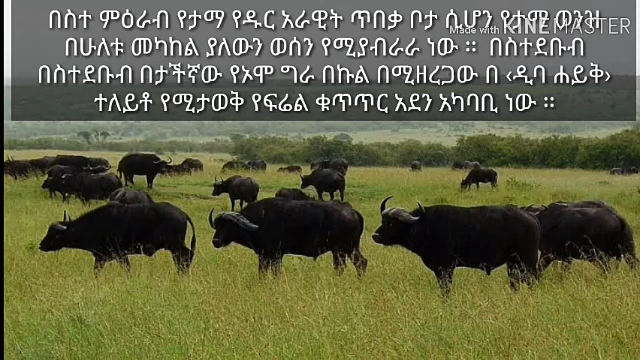 በስተ ምዕራብ የታማ የዱር አራዊት ጥበቃ ቦታ ሲሆን የታማ ወንዝ
Made with KINEMASTER
በሁለቱ መካከል ያለውን ወሰን የሚያብራራ ነው ። በስተደቡብ
በስተደቡብ በታችኛው የኦሞ ግራ በኩል በሚዘረጋው በ ‹ዲባ ሐይቅ›
ተለይቶ የሚታወቅ የፍሬል ቁጥጥር አደን አካባቢ ነው ።